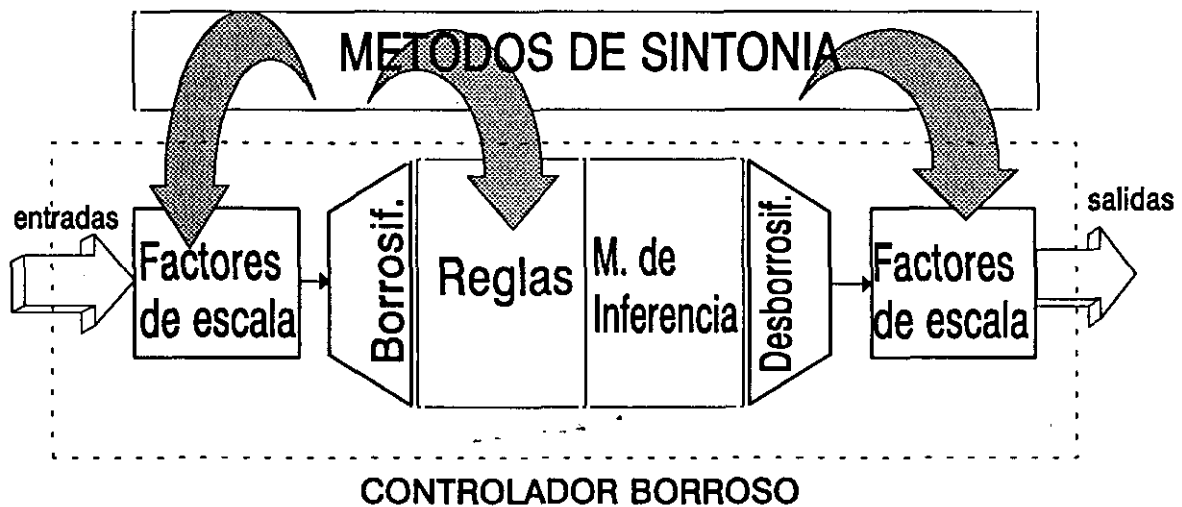 METODOS DE SINTONIA
entradas
Factores
de escala
Borrosif.
Reglas
M. de
Inferencia
Desborrosif.
Factores
de escala
salidas
CONTROLADOR BORROSO